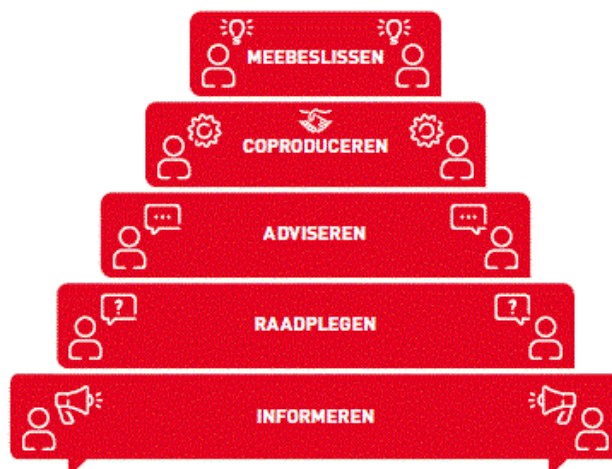 MEEBESLISSEN
COPRODUCEREN
ADVISEREN
RAADPLEGEN
? ?
INFORMEREN